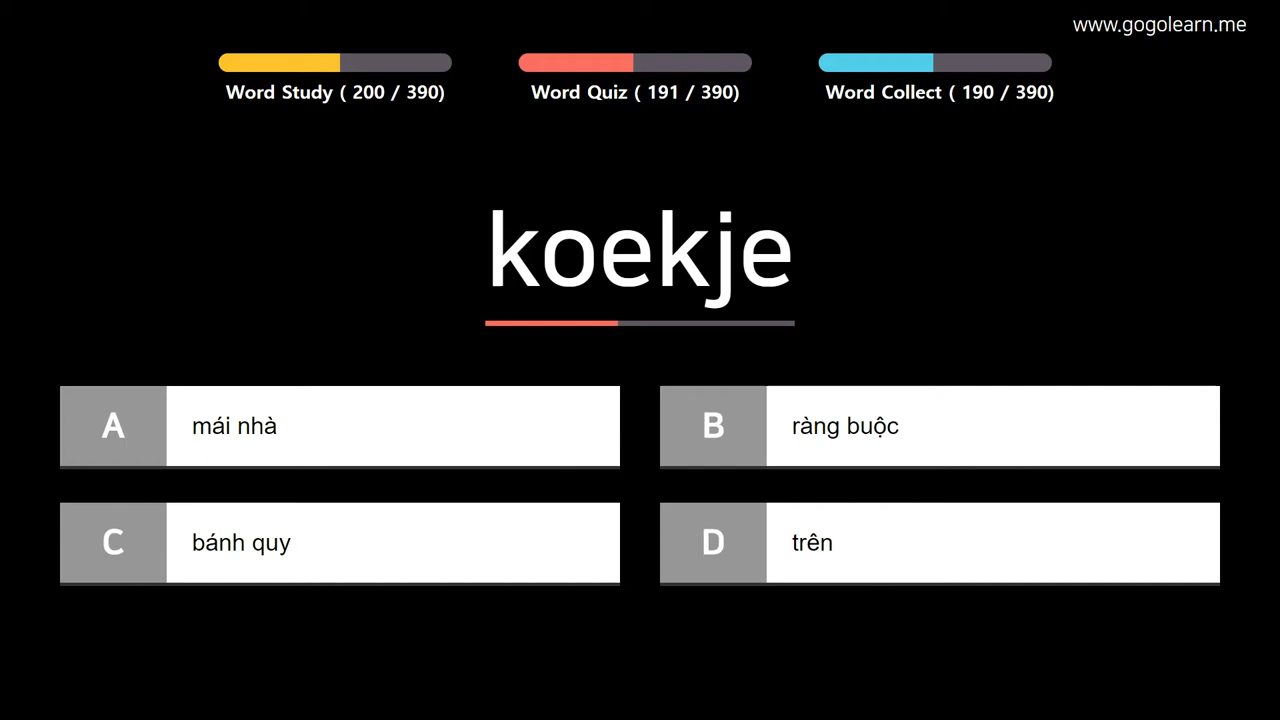 www.gogolearn.me
Word Study ( 200 / 390)
Word Quiz ( 191 / 390)
Word Collect ( 190 / 390)
koekje
A mái nhà
B ràng buộc
C bánh quy
D trên